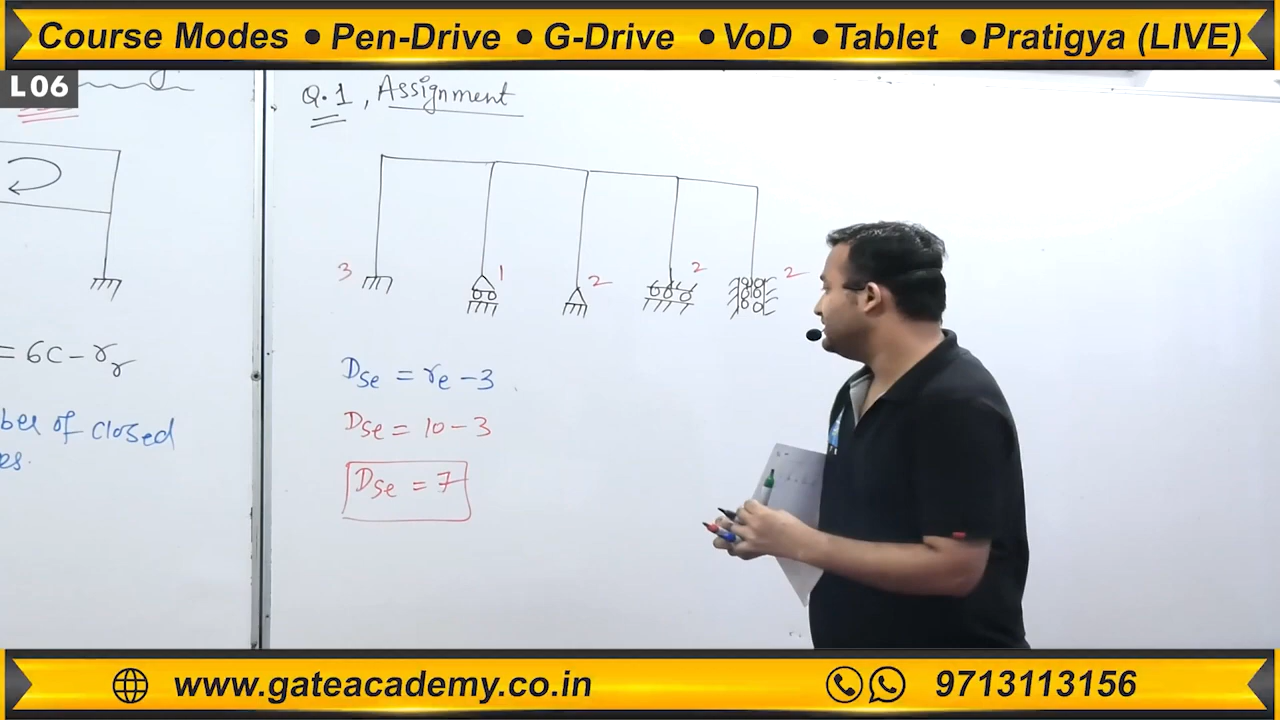 Course Modes • Pen-Drive • G-Drive • VoD • Tablet • Pratigya (LIVE)
L06
Q.1, Assignment
3 1 2 2 2
= 6C - rr
ber of closed
es.
Dse = re - 3
Dse = 10 - 3
Dse = 7
www.gateacademy.co.in 9713113156